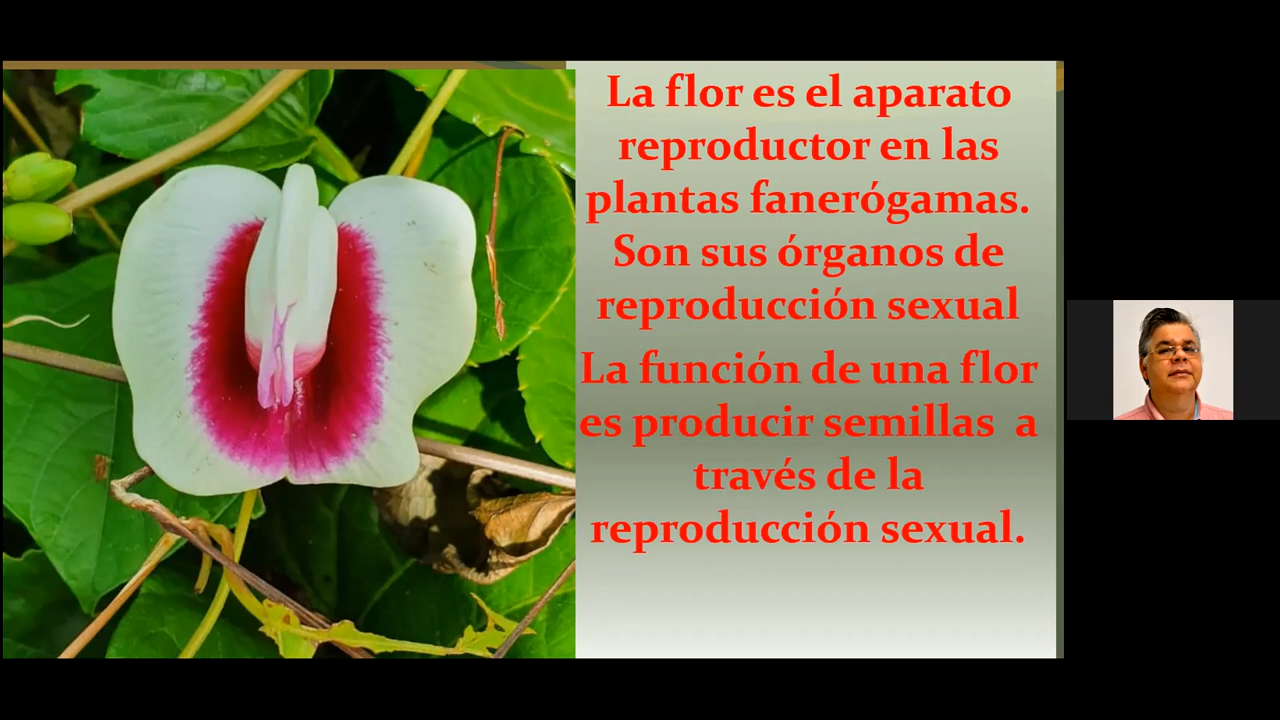 La flor es el aparato
reproductor en las
plantas fanerógamas.
Son sus órganos de
reproducción sexual
La función de una flor
es producir semillas a
través de la
reproducción sexual.